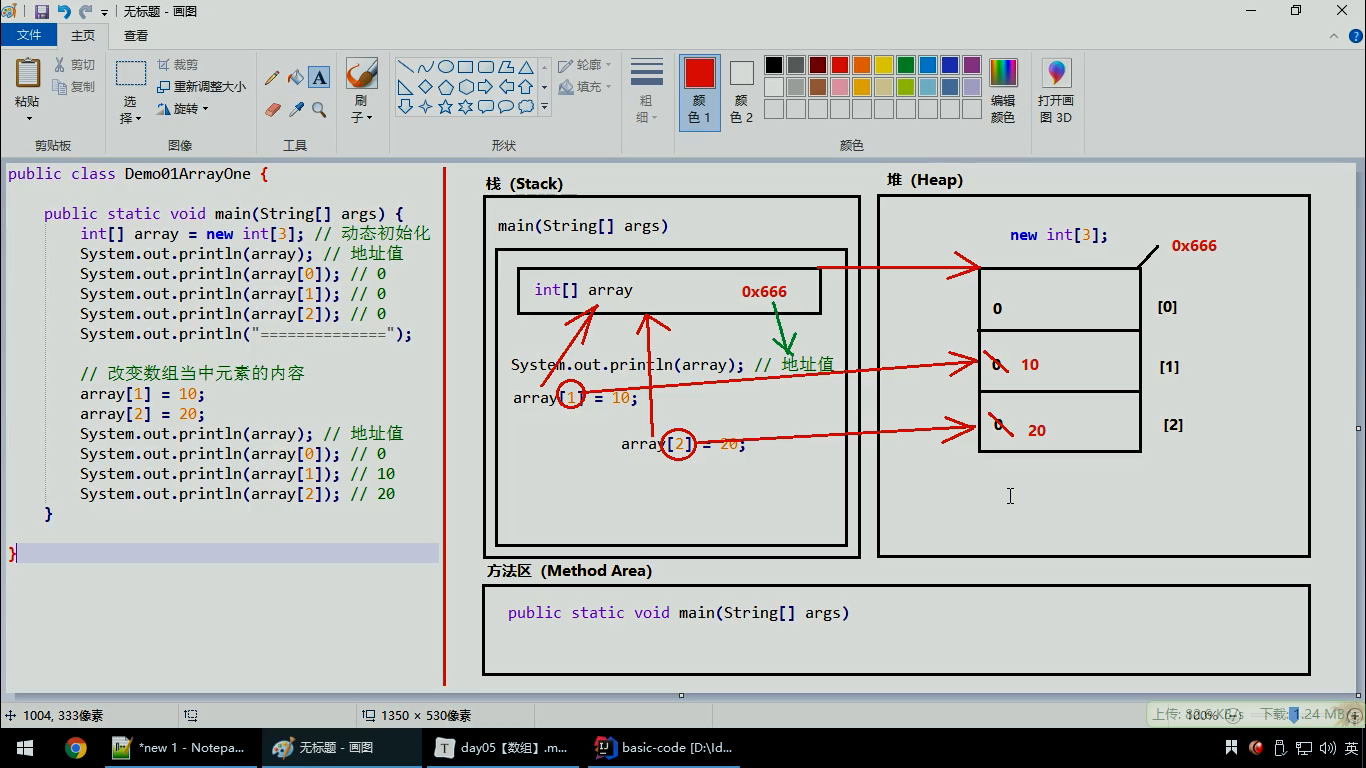 无标题 - 画图
文件 主页 查看
粘贴
剪切
复制
剪贴板
选择
裁剪
重新调整大小
旋转
图像
A
工具
刷子
形状
轮廓
填充
粗细
颜色 1
颜色 2
颜色
编辑颜色
打开画图 3D
public class Demo01ArrayOne {
public static void main(String[] args) {
int[] array = new int[3]; // 动态初始化
System.out.println(array); // 地址值
System.out.println(array[0]); // 0
System.out.println(array[1]); // 0
System.out.println(array[2]); // 0
System.out.println("==============");
// 改变数组当中元素的内容
array[1] = 10;
array[2] = 20;
System.out.println(array); // 地址值
System.out.println(array[0]); // 0
System.out.println(array[1]); // 10
System.out.println(array[2]); // 20
}
}
栈（Stack)
main(String[] args)
int[] array 0x666
System.out.println(array); // 地址值
array[1] = 10;
array[2] = 20;
堆（Heap)
new int[3]; 0x666
0 [0]
0 10 [1]
0 20 [2]
方法区（Method Area)
public static void main(String[] args)
1004, 333像素
1350 × 530像素
100%
上传:
下载: 1.24 MB/s
*new 1 - Notepa...
无标题 - 画图
T day05【数组】.m...
IJ basic-code [D:\Id...
英